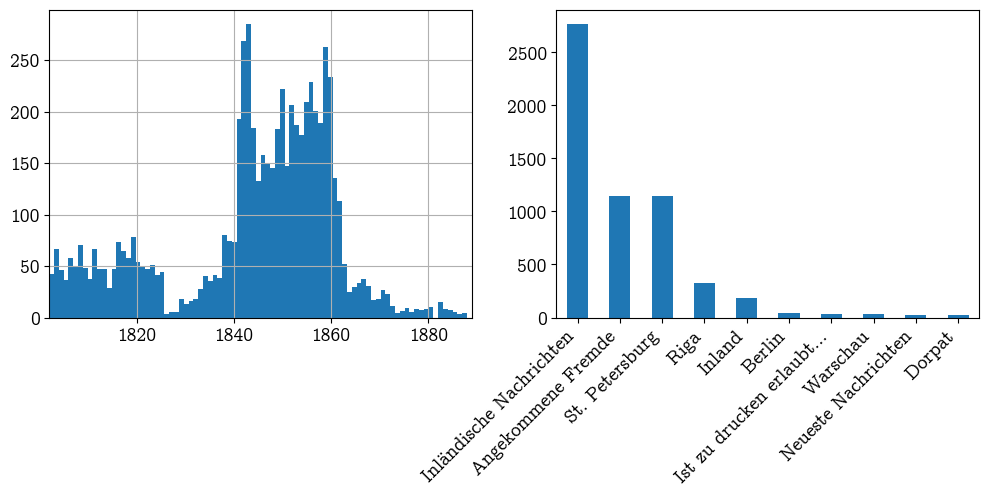 250
200
150
100
50
0
1820 1840 1860 1880
2500
2000
1500
1000
500
0
Inländische Nachrichten
Angekommene Fremde
St. Petersburg
Riga
Inland
Berlin
Ist zu drucken erlaubt...
Warschau
Neueste Nachrichten
Dorpat